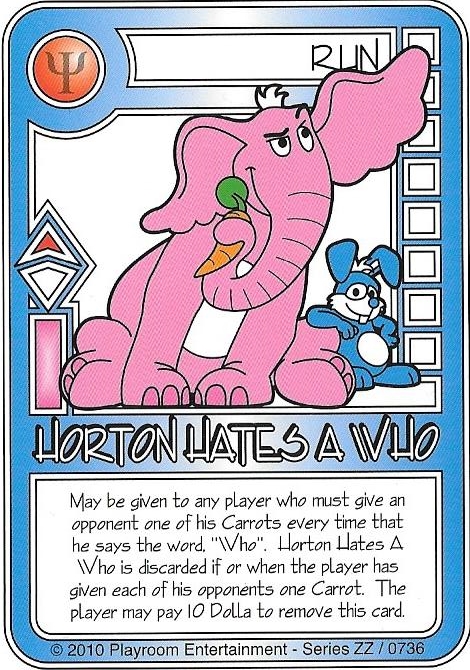 Ψ
RUN
HORTON HATES A WHO
May be given to any player who must give an
opponent one of his Carrots every time that
he says the word, "Who". Horton Hates A
Who is discarded if or when the player has
given each of his opponents one Carrot. The
player may pay 10 Dolla to remove this card.
© 2010 Playroom Entertainment - Series ZZ / 0736